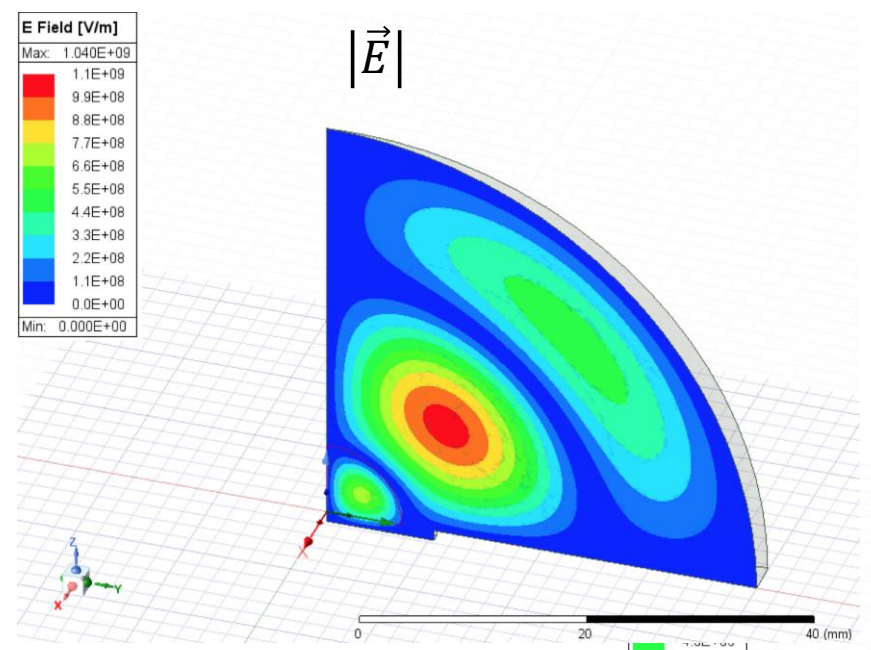 E Field [V/m]
Max: 1.040E+09
1.1E+09
9.9E+08
8.8E+08
7.7E+08
6.6E+08
5.5E+08
4.4E+08
3.3E+08
2.2E+08
1.1E+08
0.0E+00
Min: 0.000E+00
|E⃗|
Z
Y
X
X
0
20
40 (mm)